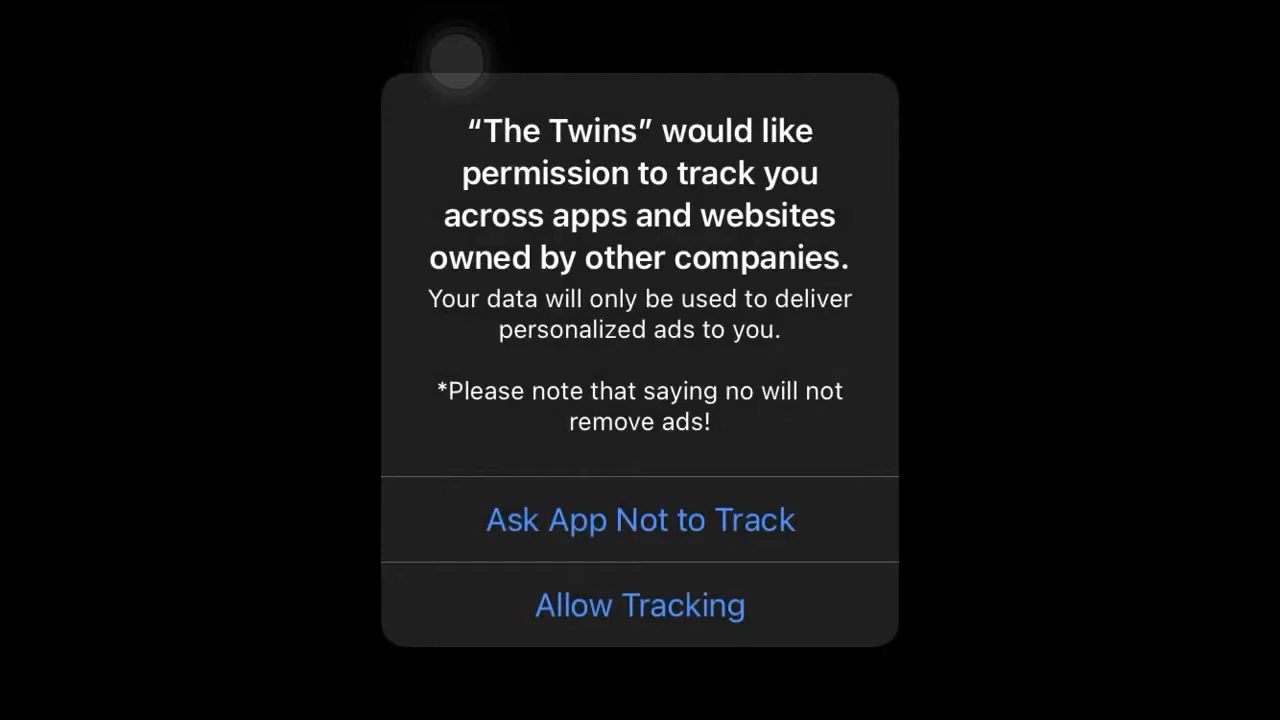 “The Twins” would like
permission to track you
across apps and websites
owned by other companies.
Your data will only be used to deliver
personalized ads to you.
*Please note that saying no will not
remove ads!
Ask App Not to Track
Allow Tracking